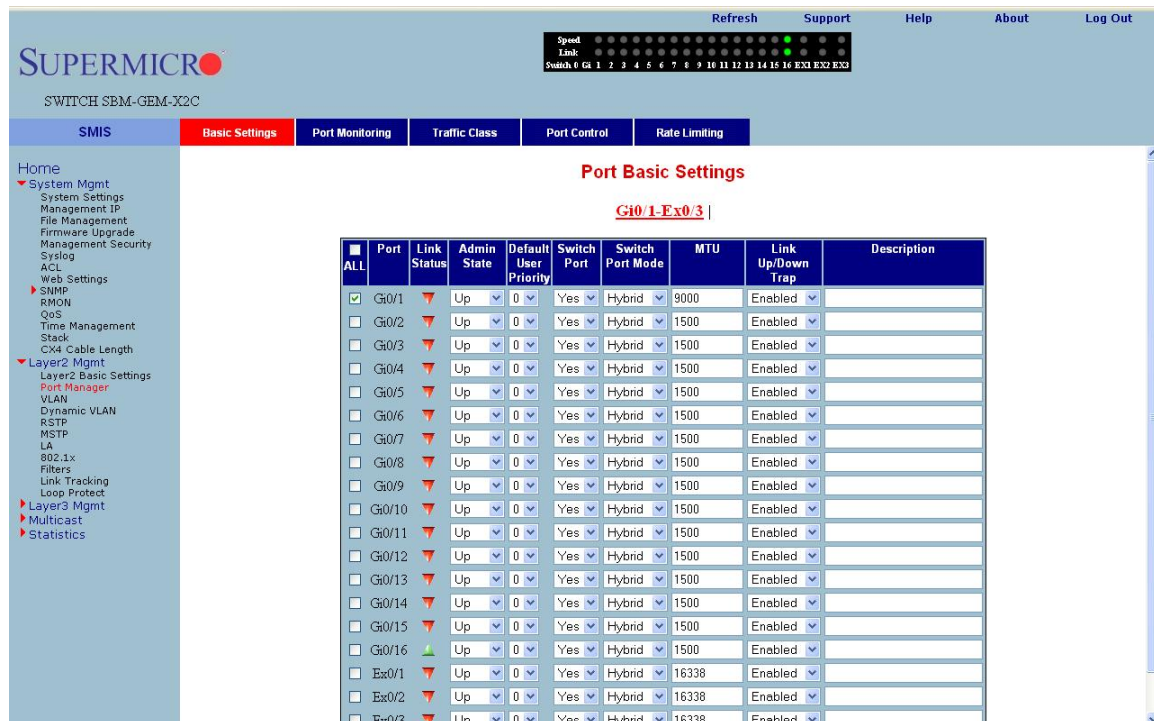 Refresh Support Help About Log Out
Speed
Link
Switch 0 Gi 1 2 3 4 5 6 7 8 9 10 11 12 13 14 15 16 EX1 EX2 EX3
SUPERMICRO
SWITCH SBM-GEM-X2C
SMIS Basic Settings Port Monitoring Traffic Class Port Control Rate Limiting
Home
System Mgmt
System Settings
Management IP
File Management
Firmware Upgrade
Management Security
Syslog
ACL
Web Settings
SNMP
RMON
QoS
Time Management
Stack
CX4 Cable Length
Layer2 Mgmt
Layer2 Basic Settings
Port Manager
VLAN
Dynamic VLAN
RSTP
MSTP
LA
802.1x
Filters
Link Tracking
Loop Protect
Layer3 Mgmt
Multicast
Statistics
Port Basic Settings
Gi0/1-Ex0/3 |
ALL Port Link Status Admin State Default User Priority Switch Port Switch Port Mode MTU Link Up/Down Trap Description
Gi0/1 Up 0 Yes Hybrid 9000 Enabled
Gi0/2 Up 0 Yes Hybrid 1500 Enabled
Gi0/3 Up 0 Yes Hybrid 1500 Enabled
Gi0/4 Up 0 Yes Hybrid 1500 Enabled
Gi0/5 Up 0 Yes Hybrid 1500 Enabled
Gi0/6 Up 0 Yes Hybrid 1500 Enabled
Gi0/7 Up 0 Yes Hybrid 1500 Enabled
Gi0/8 Up 0 Yes Hybrid 1500 Enabled
Gi0/9 Up 0 Yes Hybrid 1500 Enabled
Gi0/10 Up 0 Yes Hybrid 1500 Enabled
Gi0/11 Up 0 Yes Hybrid 1500 Enabled
Gi0/12 Up 0 Yes Hybrid 1500 Enabled
Gi0/13 Up 0 Yes Hybrid 1500 Enabled
Gi0/14 Up 0 Yes Hybrid 1500 Enabled
Gi0/15 Up 0 Yes Hybrid 1500 Enabled
Gi0/16 Up 0 Yes Hybrid 1500 Enabled
Ex0/1 Up 0 Yes Hybrid 16338 Enabled
Ex0/2 Up 0 Yes Hybrid 16338 Enabled
Ex0/3 Up 0 Yes Hybrid 16338 Enabled